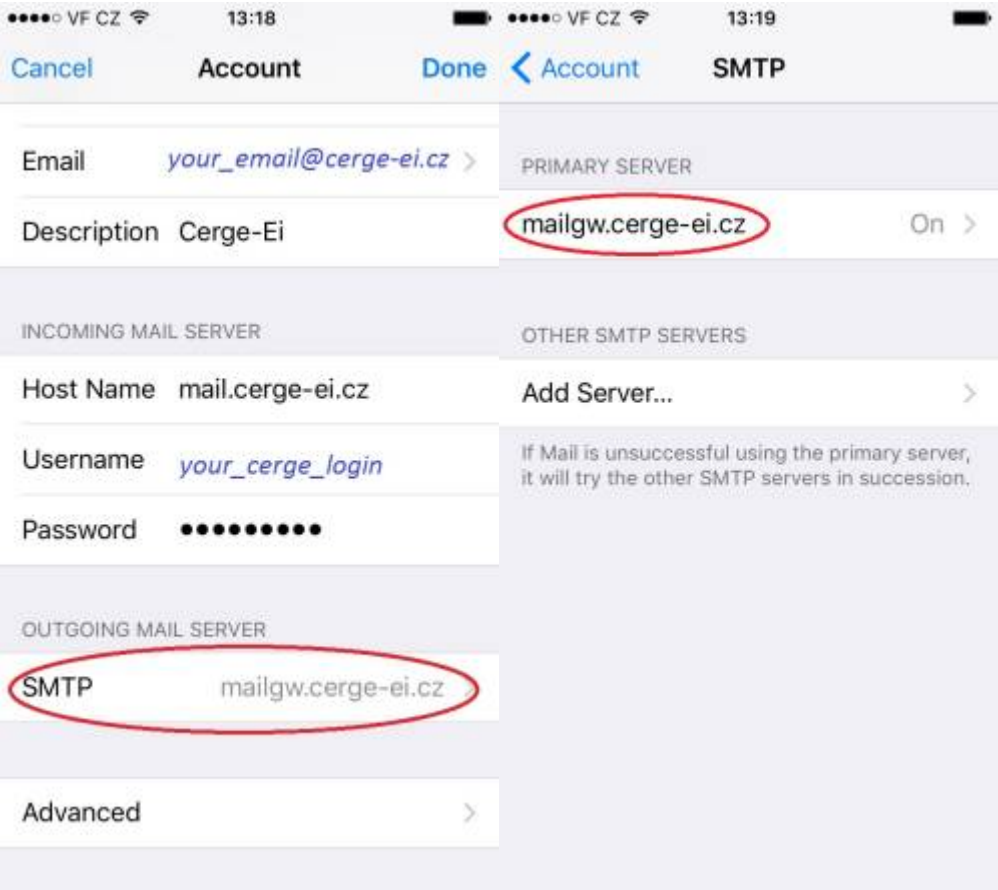 VF CZ 13:18
Cancel Account Done
Email your_email@cerge-ei.cz
Description Cerge-Ei
INCOMING MAIL SERVER
Host Name mail.cerge-ei.cz
Username your_cerge_login
Password •••••••••
OUTGOING MAIL SERVER
SMTP mailgw.cerge-ei.cz
Advanced
VF CZ 13:19
Account SMTP
PRIMARY SERVER
mailgw.cerge-ei.cz On
OTHER SMTP SERVERS
Add Server...
If Mail is unsuccessful using the primary server,
it will try the other SMTP servers in succession.